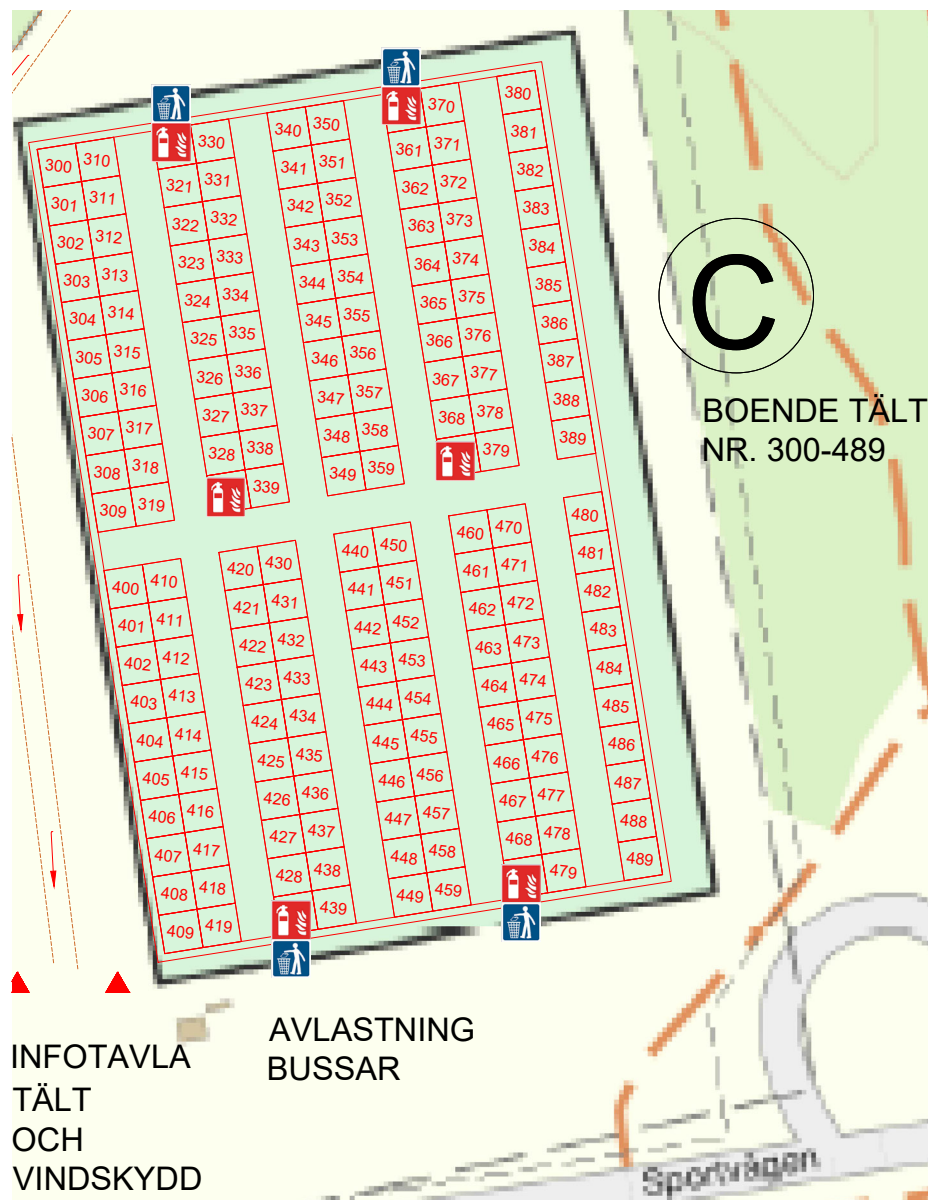 300 310 330 340 350 370 380
301 311 321 331 341 351 361 371 381
302 312 322 332 342 352 362 372 382
303 313 323 333 343 353 363 373 383
304 314 324 334 344 354 364 374 384
305 315 325 335 345 355 365 375 385
306 316 326 336 346 356 366 376 386
307 317 327 337 347 357 367 377 387
308 318 328 338 348 358 368 378 388
309 319 339 349 359 379 389
C
BOENDE TÄLT
NR. 300-489
400 410 420 430 440 450 460 470 480
401 411 421 431 441 451 461 471 481
402 412 422 432 442 452 462 472 482
403 413 423 433 443 453 463 473 483
404 414 424 434 444 454 464 474 484
405 415 425 435 445 455 465 475 485
406 416 426 436 446 456 466 476 486
407 417 427 437 447 457 467 477 487
408 418 428 438 448 458 468 478 488
409 419 439 449 459 479 489
INFOTAVLA
TÄLT
OCH
VINDSKYDD
AVLASTNING
BUSSAR
Sportvägen